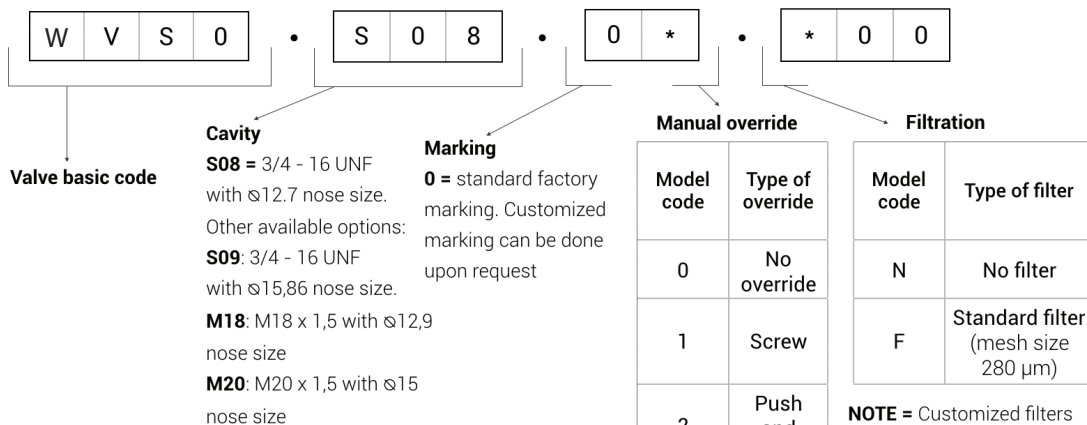 W V S 0 . S 0 8 . 0 * . * 0 0
Valve basic code
Cavity
S08 = 3/4 - 16 UNF
with ⦰12.7 nose size.
Other available options:
S09: 3/4 - 16 UNF
with ⦰15,86 nose size.
M18: M18 x 1,5 with ⦰12,9
nose size
M20: M20 x 1,5 with ⦰15
nose size
Marking
0 = standard factory
marking. Customized
marking can be done
upon request
Manual override
Model code Type of override
0 No override
1 Screw
Push
Filtration
Model code Type of filter
N No filter
F Standard filter (mesh size 280 µm)
NOTE = Customized filters